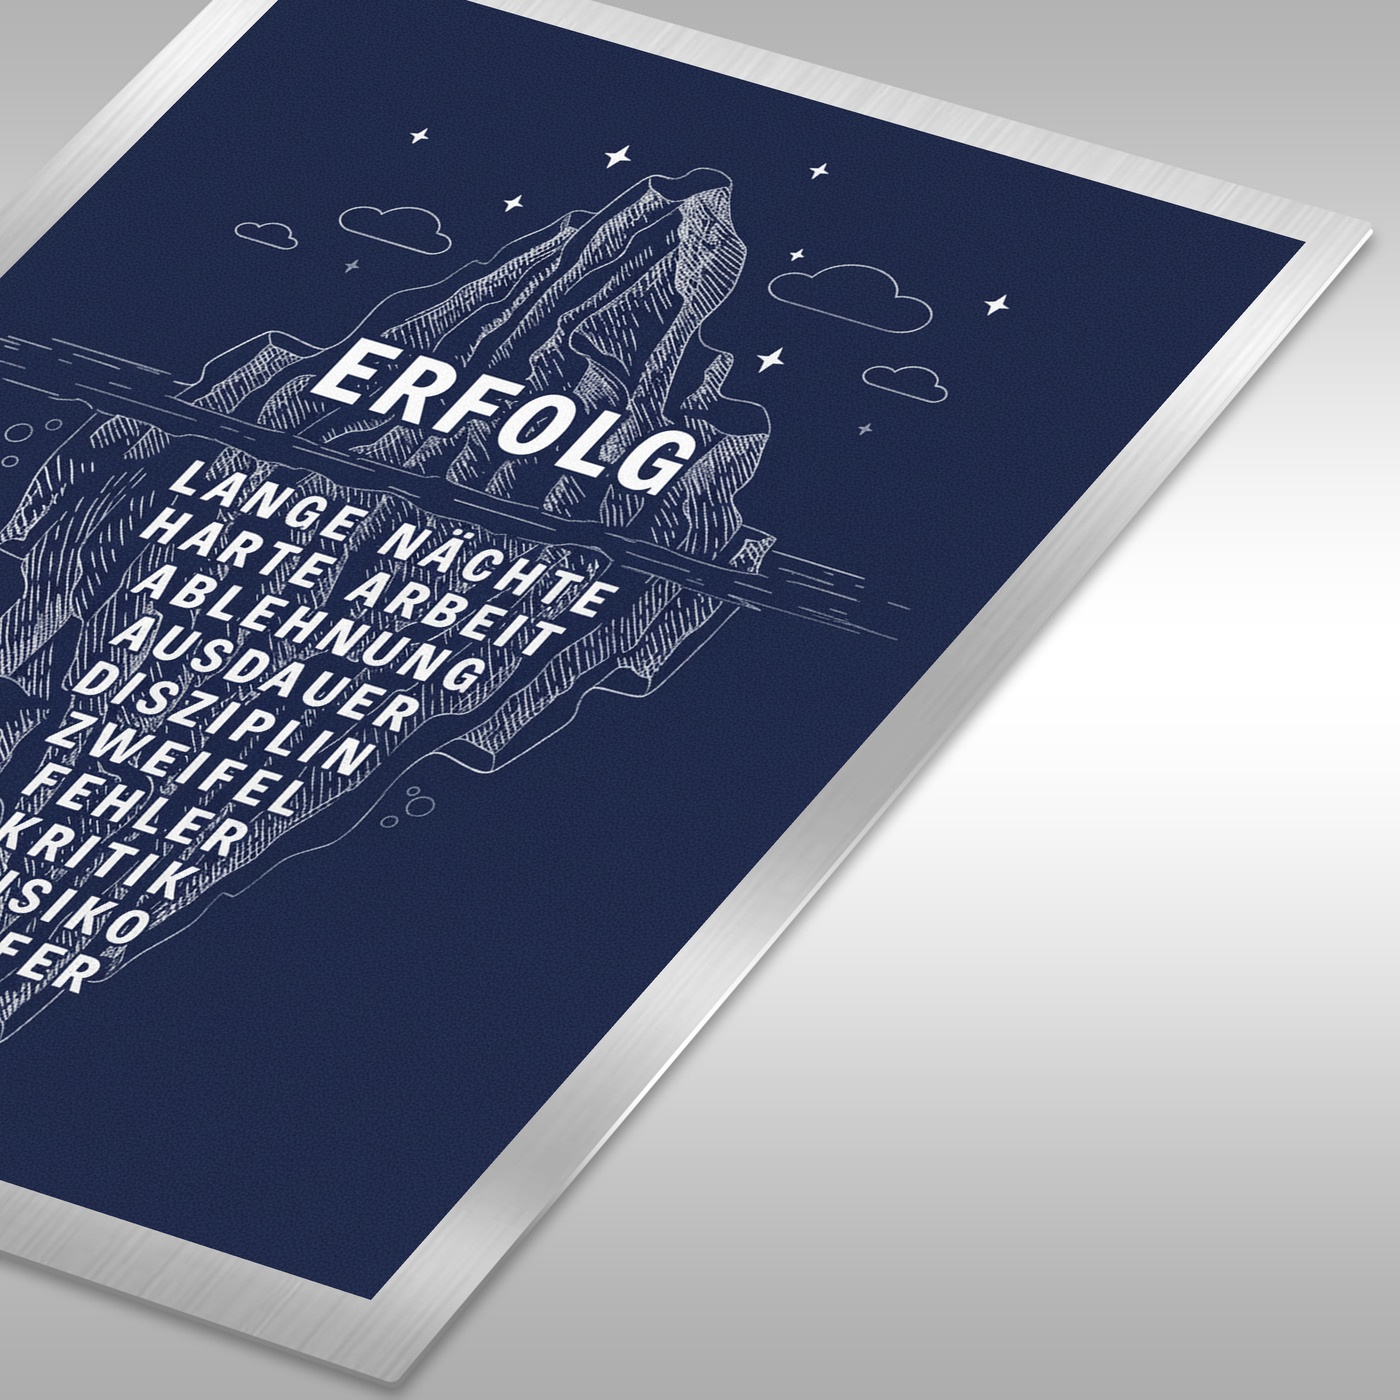 ERFOLG
LANGE NÄCHTE
HARTE ARBEIT
ABLEHNUNG
AUSDAUER
DISZIPLIN
ZWEIFEL
FEHLER
KRITIK